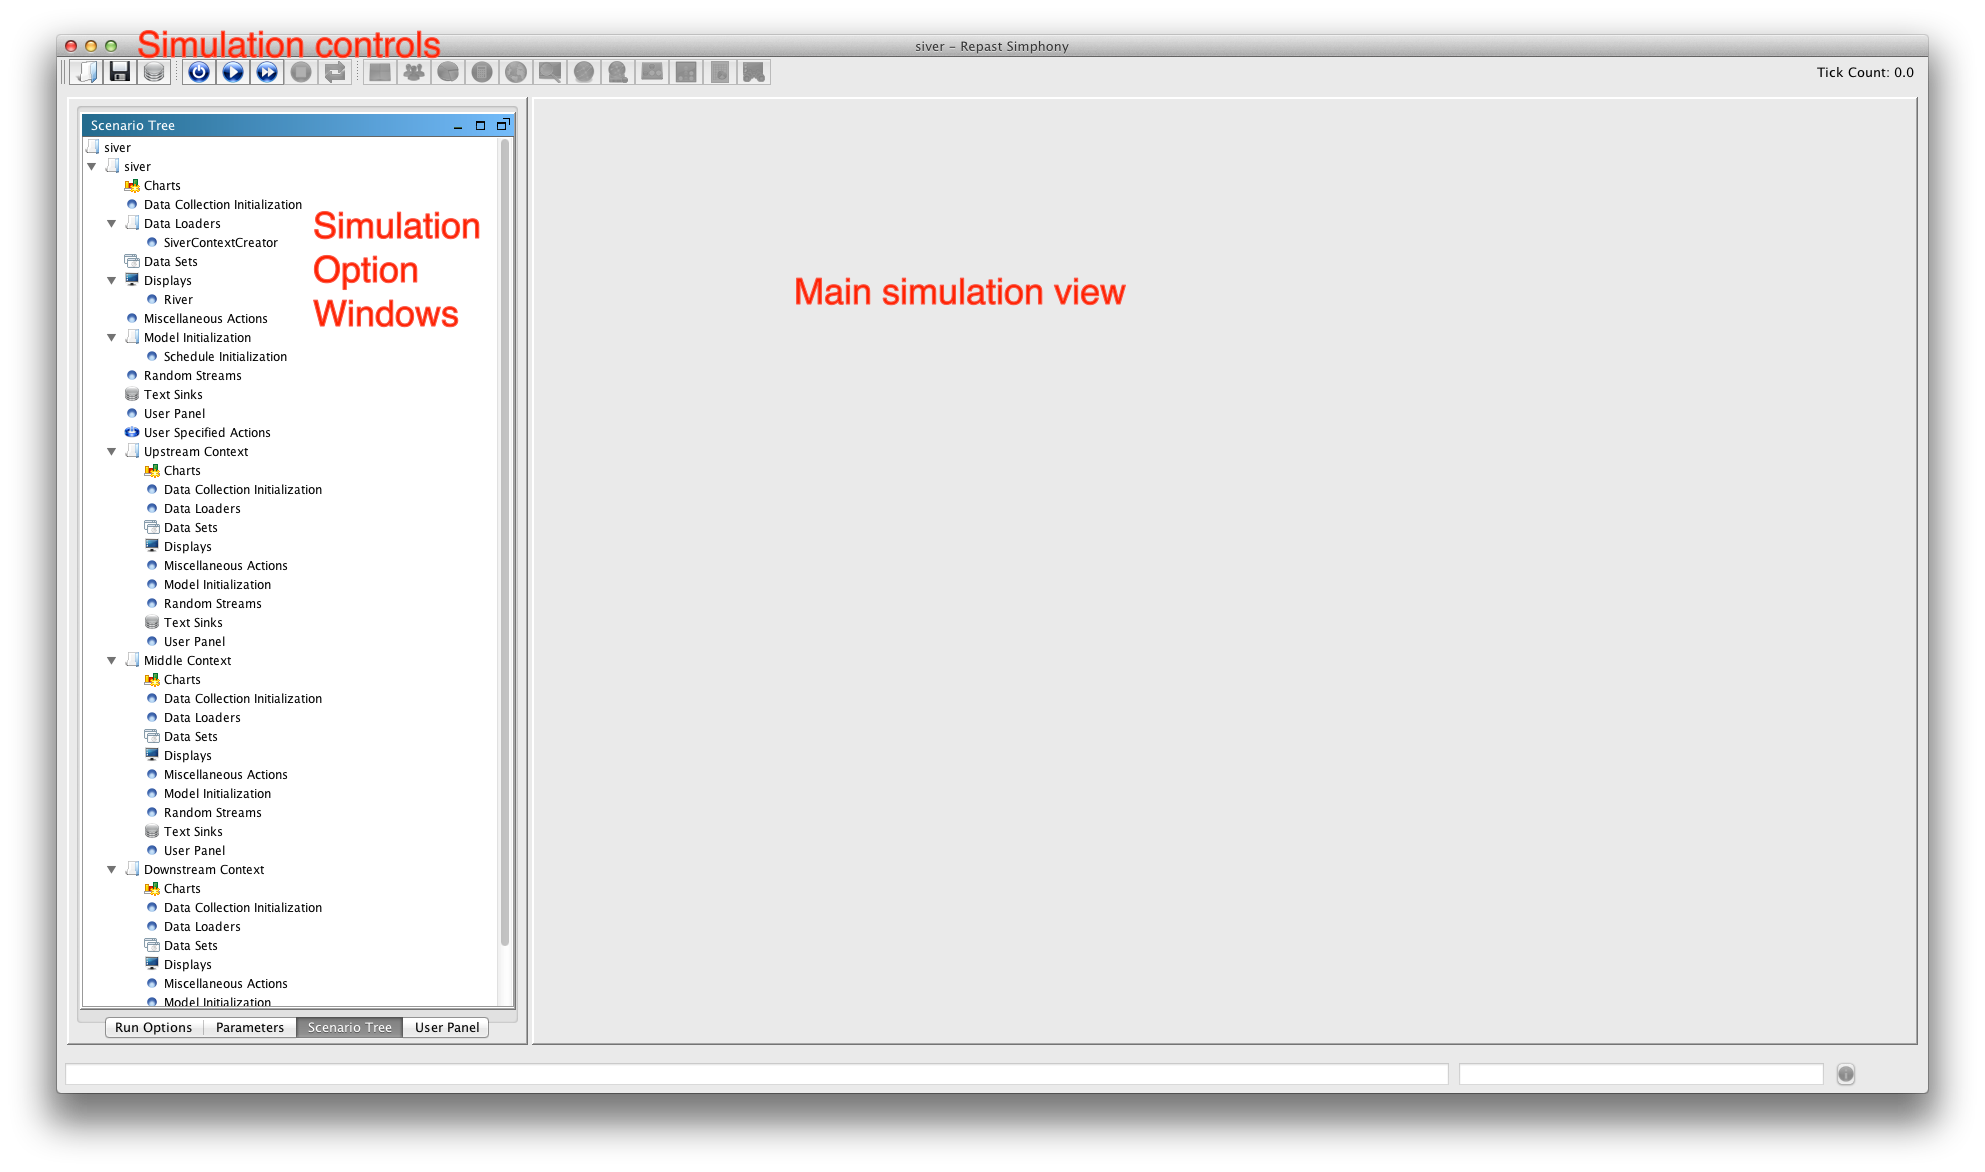 Simulation controls
siver – Repast Simphony
Tick Count: 0.0
Scenario Tree
siver
siver
Charts
Data Collection Initialization
Data Loaders
SiverContextCreator
Data Sets
Displays
River
Miscellaneous Actions
Model Initialization
Schedule Initialization
Random Streams
Text Sinks
User Panel
User Specified Actions
Upstream Context
Charts
Data Collection Initialization
Data Loaders
Data Sets
Displays
Miscellaneous Actions
Model Initialization
Random Streams
Text Sinks
User Panel
Middle Context
Charts
Data Collection Initialization
Data Loaders
Data Sets
Displays
Miscellaneous Actions
Model Initialization
Random Streams
Text Sinks
User Panel
Downstream Context
Charts
Data Collection Initialization
Data Loaders
Data Sets
Displays
Miscellaneous Actions
Model Initialization
Simulation
Option
Windows
Main simulation view
Run Options Parameters Scenario Tree User Panel